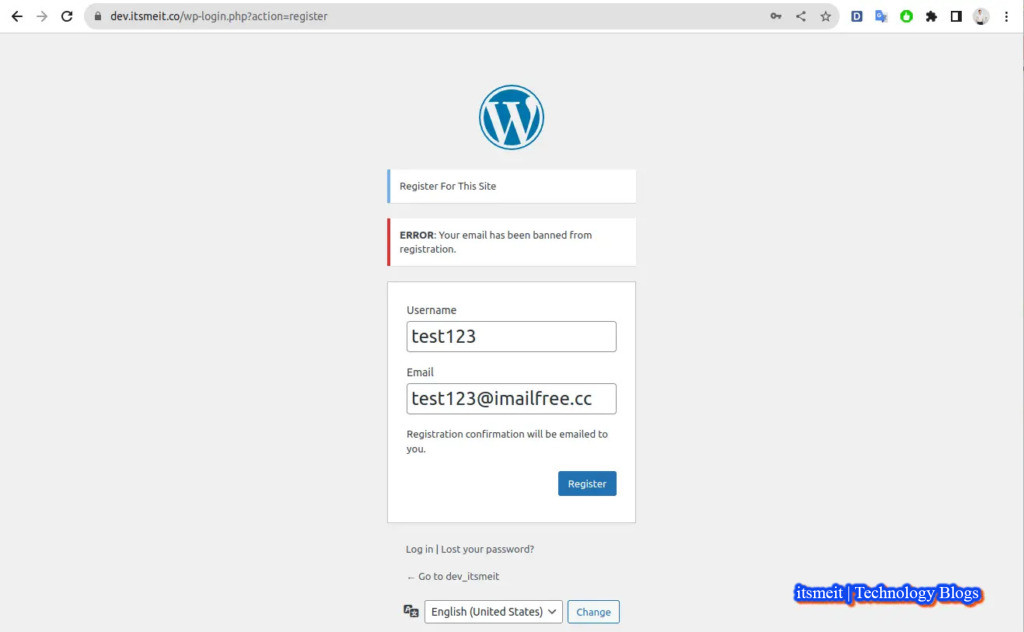 dev.itsmeit.co/wp-login.php?action=register
Register For This Site
ERROR: Your email has been banned from
registration.
Username
test123
Email
test123@imailfree.cc
Registration confirmation will be emailed to
you.
Register
Log in | Lost your password?
← Go to dev_itsmeit
English (United States)
Change
itsmeit | Technology Blogs